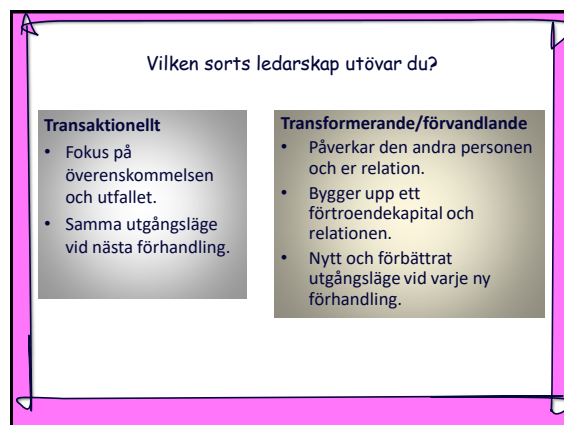 Vilken sorts ledarskap utövar du?
Transaktionellt
• Fokus på
överenskommelsen
och utfallet.
• Samma utgångsläge
vid nästa förhandling.
Transformerande/förvandlande
• Påverkar den andra personen
och er relation.
• Bygger upp ett
förtroendekapital och
relationen.
• Nytt och förbättrat
utgångsläge vid varje ny
förhandling.